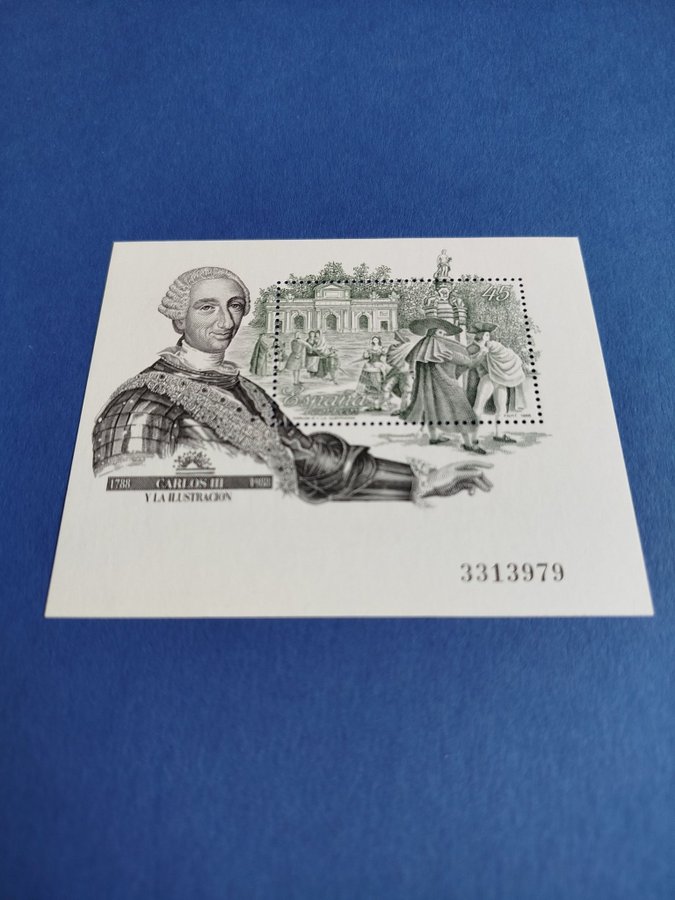 45
España
1788 CARLOS III 1988
Y LA ILUSTRACION
3313979